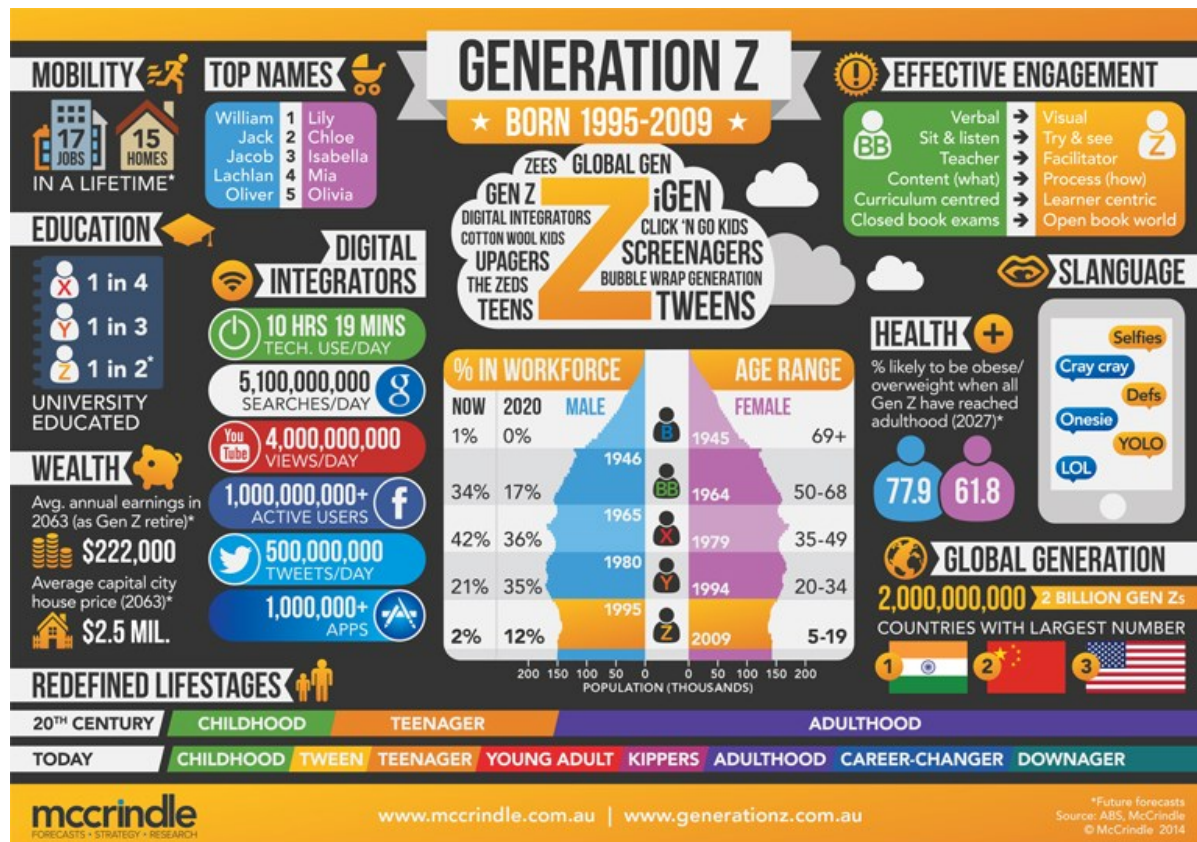 GENERATION Z
★ BORN 1995-2009 ★
MOBILITY
17
JOBS
15
HOMES
IN A LIFETIME*
TOP NAMES
William 1 Lily
Jack 2 Chloe
Jacob 3 Isabella
Lachlan 4 Mia
Oliver 5 Olivia
EDUCATION
X 1 in 4
Y 1 in 3
Z 1 in 2*
UNIVERSITY
EDUCATED
WEALTH
Avg. annual earnings in
2063 (as Gen Z retire)*
$222,000
Average capital city
house price (2063)*
$2.5 MIL.
DIGITAL
INTEGRATORS
10 HRS 19 MINS
TECH. USE/DAY
5,100,000,000
SEARCHES/DAY
g
You
Tube
4,000,000,000
VIEWS/DAY
1,000,000,000+
ACTIVE USERS
f
500,000,000
TWEETS/DAY
1,000,000+
APPS
ZEES GLOBAL GEN
GEN Z
iGEN
DIGITAL INTEGRATORS
CLICK 'N GO KIDS
COTTON WOOL KIDS
SCREENAGERS
UPAGERS
BUBBLE WRAP GENERATION
THE ZEDS
TWEENS
TEENS
Z
% IN WORKFORCE
AGE RANGE
NOW 2020 MALE FEMALE
1% 0% B 1945 69+
1946
34% 17% BB 1964 50-68
1965
42% 36% X 1979 35-49
1980
21% 35% Y 1994 20-34
1995
2% 12% Z 2009 5-19
200 150 100 50 0 0 50 100 150 200
POPULATION (THOUSANDS)
EFFECTIVE ENGAGEMENT
BB
Z
Verbal → Visual
Sit & listen → Try & see
Teacher → Facilitator
Content (what) → Process (how)
Curriculum centred → Learner centric
Closed book exams → Open book world
HEALTH
% likely to be obese/
overweight when all
Gen Z have reached
adulthood (2027)*
77.9 61.8
SLANGUAGE
Selfies
Cray cray
Defs
Onesie
YOLO
LOL
GLOBAL GENERATION
2,000,000,000 2 BILLION GEN Zs
COUNTRIES WITH LARGEST NUMBER
1 2 3
REDEFINED LIFESTAGES
20TH CENTURY CHILDHOOD TEENAGER ADULTHOOD
TODAY CHILDHOOD TWEEN TEENAGER YOUNG ADULT KIPPERS ADULTHOOD CAREER-CHANGER DOWNAGER
mccrindle
FORECASTS • STRATEGY • RESEARCH
www.mccrindle.com.au | www.generationz.com.au
*Future forecasts
Source: ABS, McCrindle
© McCrindle 2014